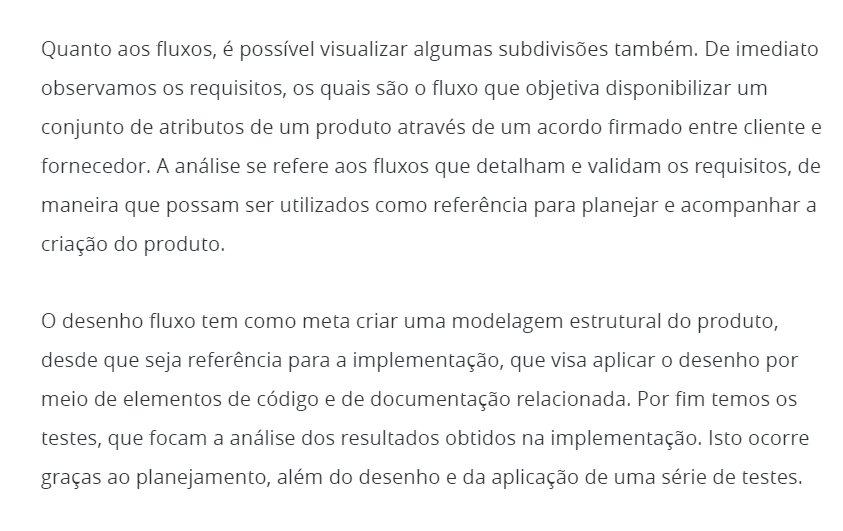 Quanto aos fluxos, é possível visualizar algumas subdivisões também. De imediato
observamos os requisitos, os quais são o fluxo que objetiva disponibilizar um
conjunto de atributos de um produto através de um acordo firmado entre cliente e
fornecedor. A análise se refere aos fluxos que detalham e validam os requisitos, de
maneira que possam ser utilizados como referência para planejar e acompanhar a
criação do produto.
O desenho fluxo tem como meta criar uma modelagem estrutural do produto,
desde que seja referência para a implementação, que visa aplicar o desenho por
meio de elementos de código e de documentação relacionada. Por fim temos os
testes, que focam a análise dos resultados obtidos na implementação. Isto ocorre
graças ao planejamento, além do desenho e da aplicação de uma série de testes.